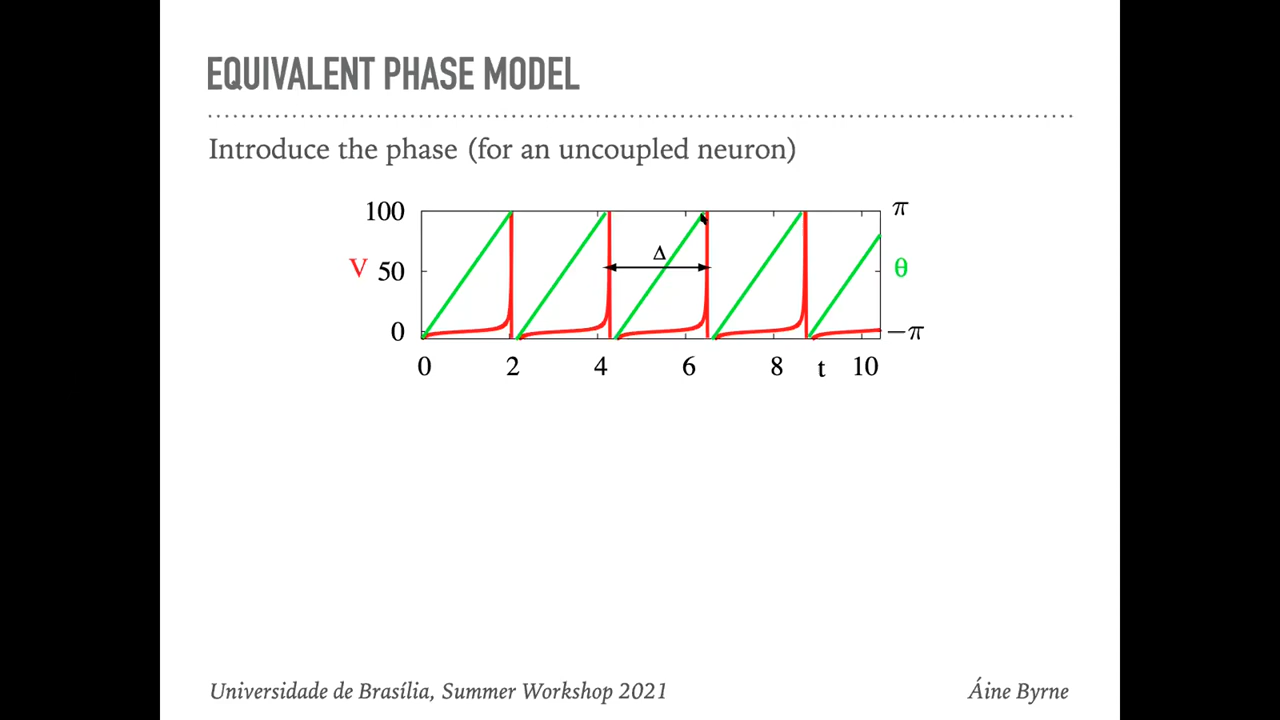 EQUIVALENT PHASE MODEL
Introduce the phase (for an uncoupled neuron)
100
π
Δ
V
50
θ
0
−π
0 2 4 6 8 t 10
Universidade de Brasília, Summer Workshop 2021
Áine Byrne